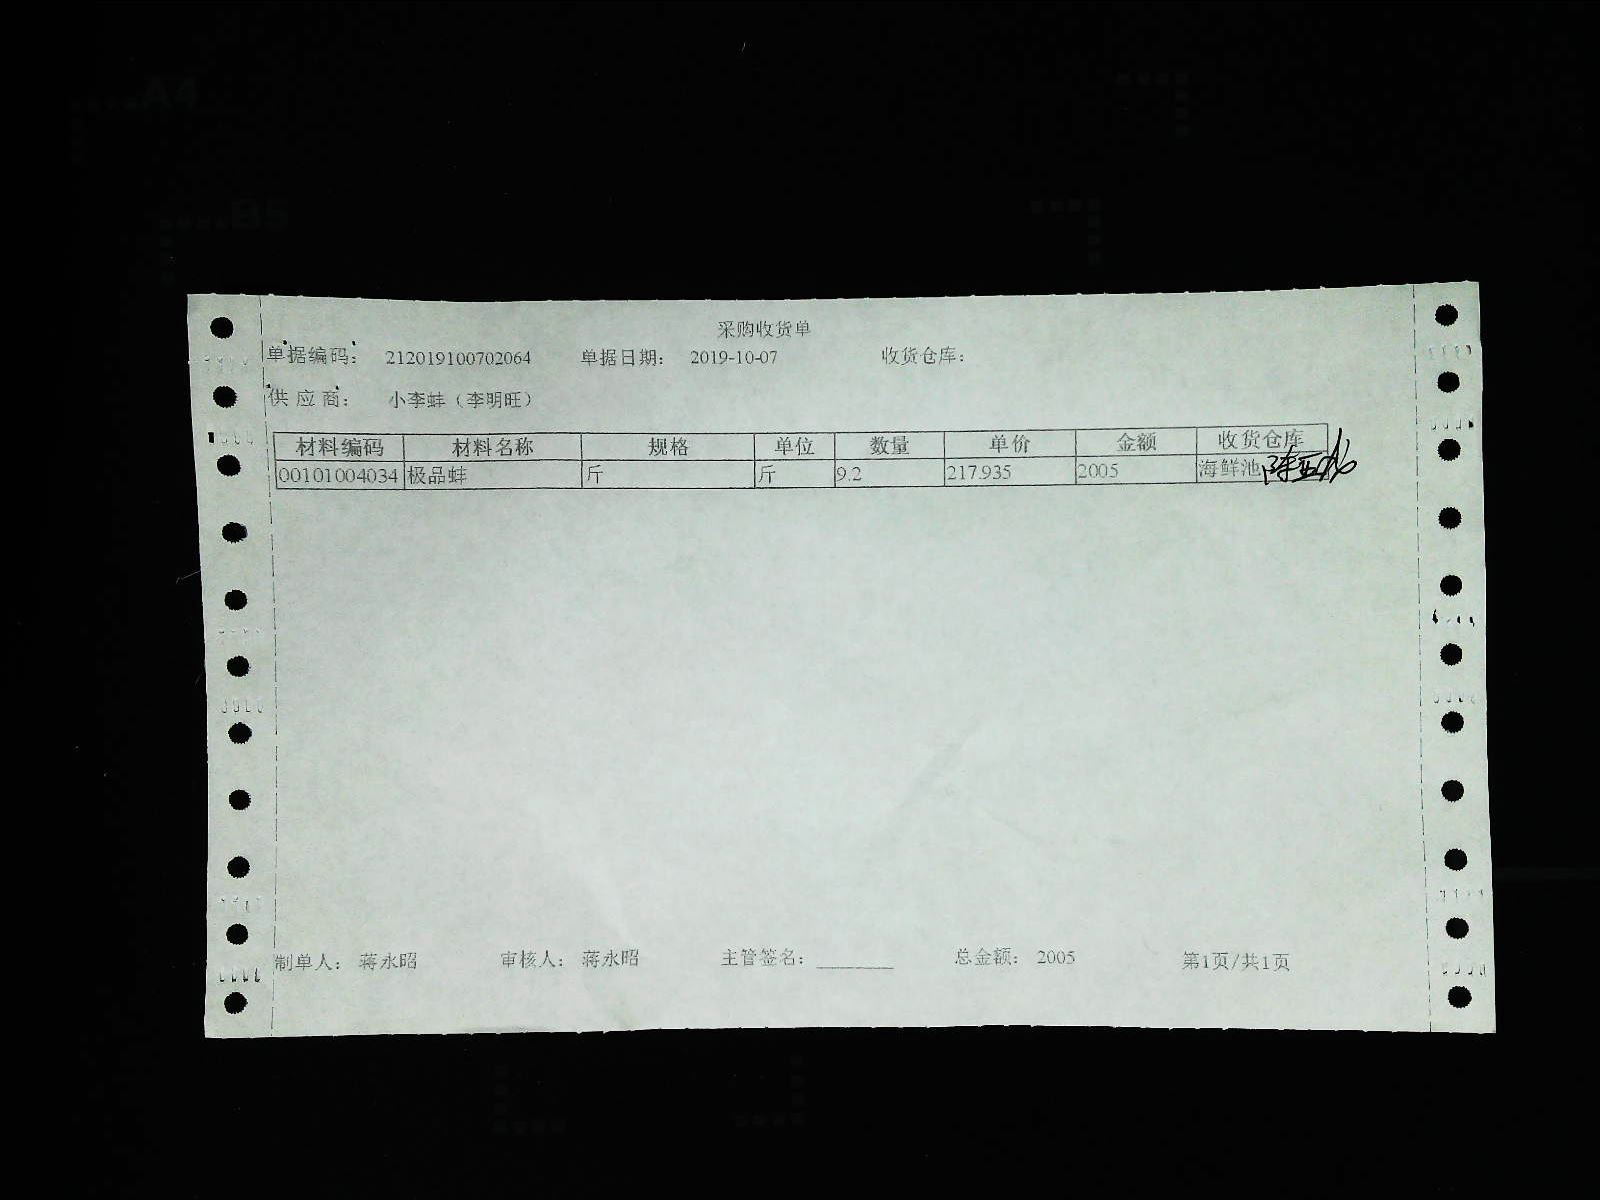 A4
B5
采购收货单
单据编码： 212019100702064 单据日期： 2019-10-07 收货仓库：
供应商： 小李蚌（李明旺）
材料编码 材料名称 规格 单位 数量 单价 金额 收货仓库
00101004034 极品蚌 斤 斤 9.2 217.935 2005 海鲜池
制单人： 蒋永昭 审核人： 蒋永昭 主管签名： 总金额： 2005 第1页/共1页